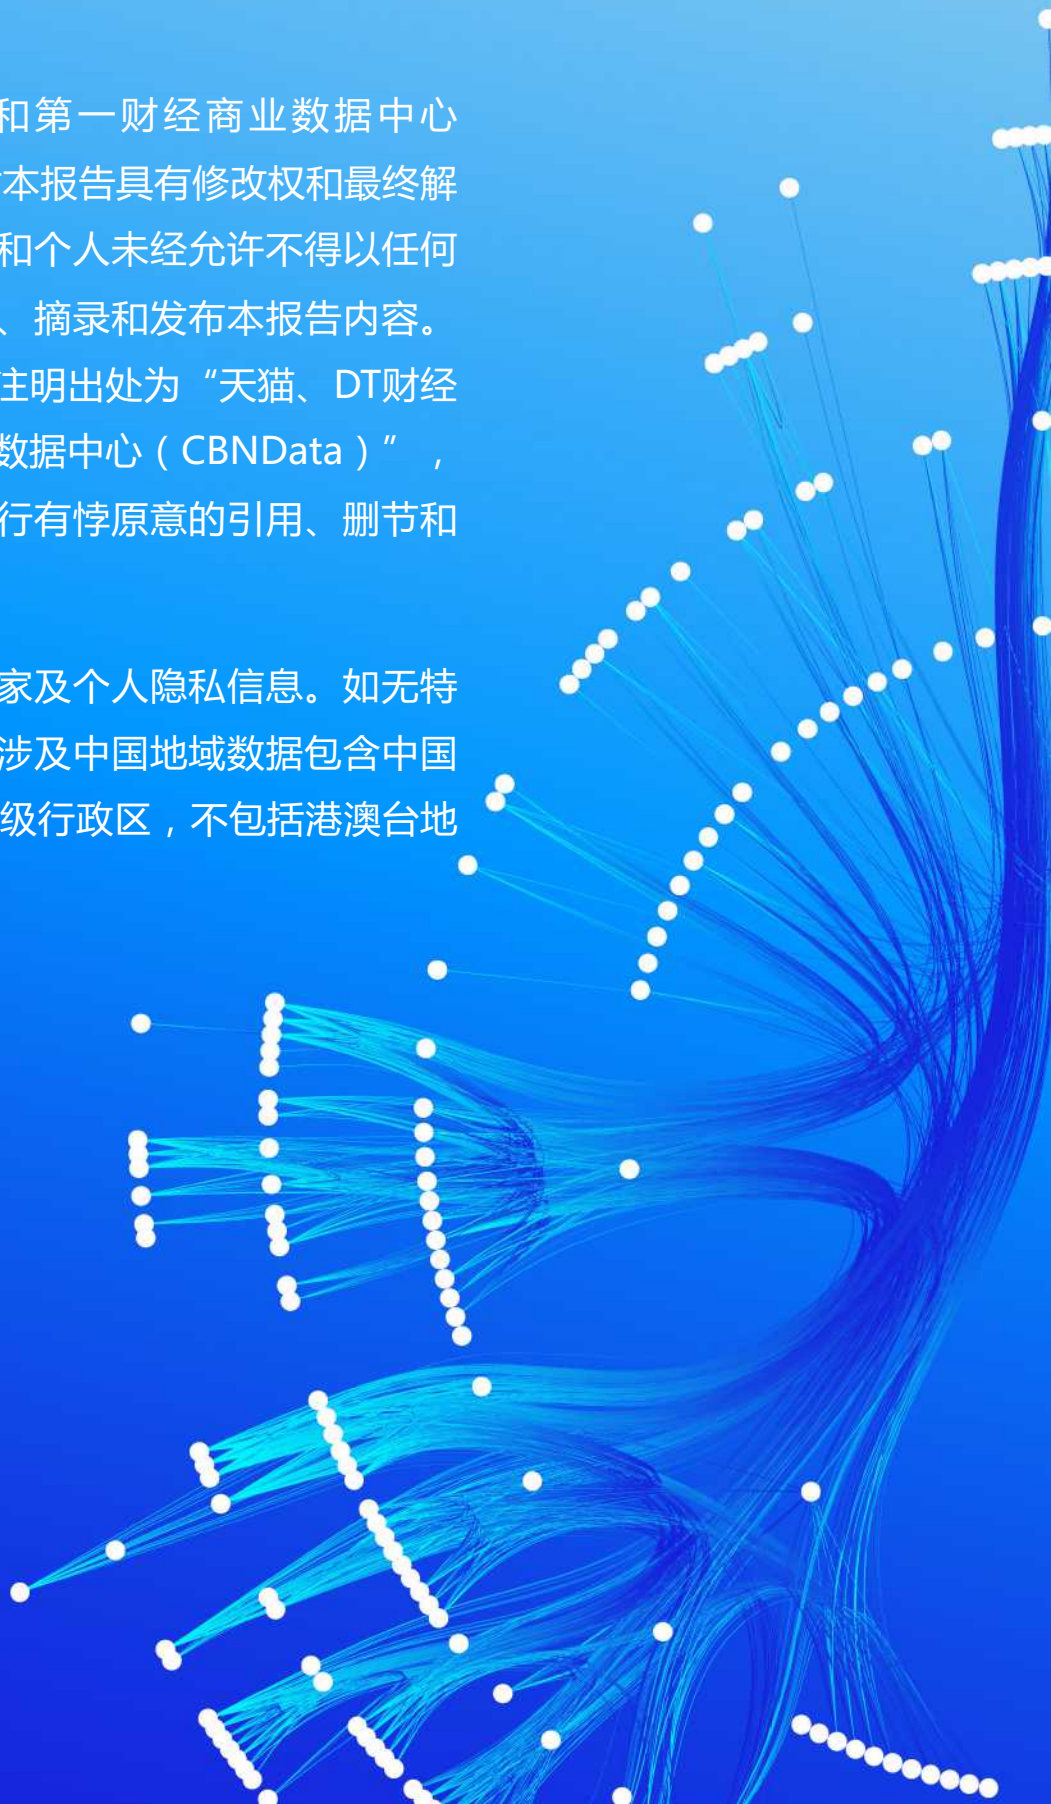 和第一财经商业数据中心
本报告具有修改权和最终解
和个人未经允许不得以任何
、摘录和发布本报告内容。
注明出处为“天猫、DT财经
数据中心（CBNData）”，
行有悖原意的引用、删节和
家及个人隐私信息。如无特
涉及中国地域数据包含中国
级行政区，不包括港澳台地